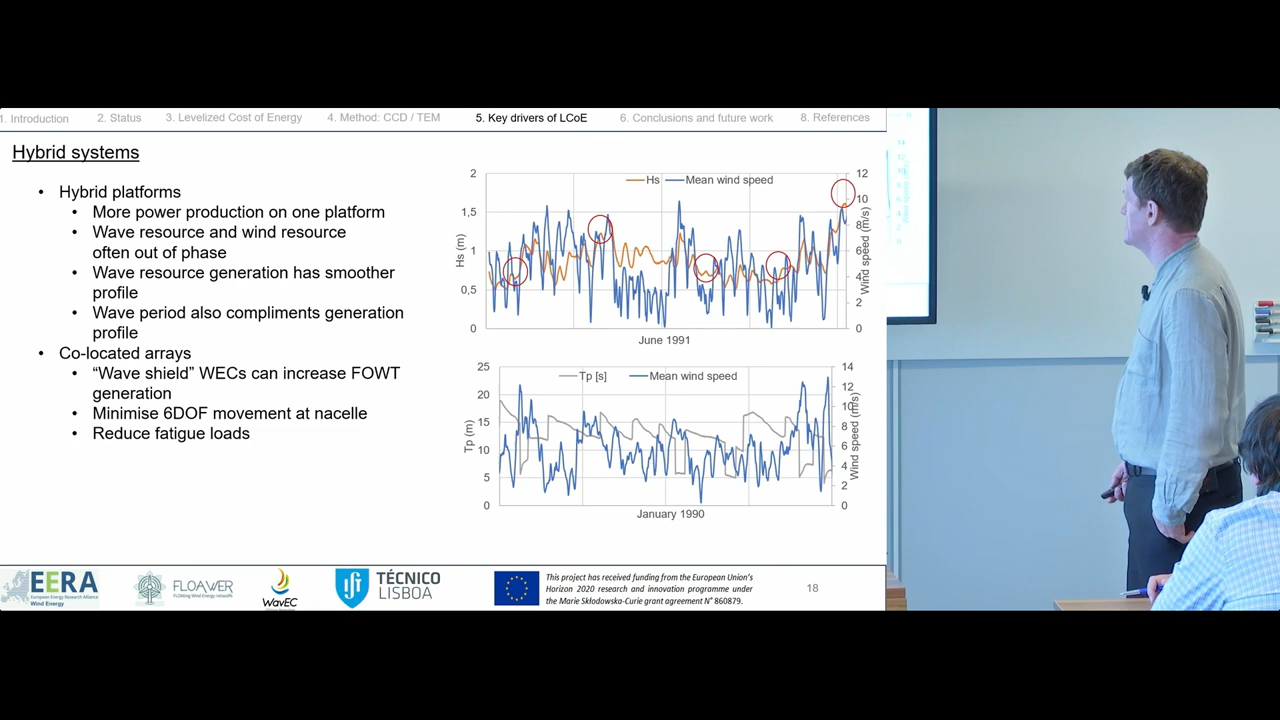 1. Introduction
2. Status
3. Levelized Cost of Energy
4. Method: CCD / TEM
5. Key drivers of LCoE
6. Conclusions and future work
8. References
Hybrid systems
• Hybrid platforms
• More power production on one platform
• Wave resource and wind resource
often out of phase
• Wave resource generation has smoother
profile
• Wave period also compliments generation
profile
• Co-located arrays
• “Wave shield” WECs can increase FOWT
generation
• Minimise 6DOF movement at nacelle
• Reduce fatigue loads
Hs
Mean wind speed
2
1,5
1
0,5
0
Hs (m)
12
10
8
6
4
2
0
Wind speed (m/s)
June 1991
Tp [s]
Mean wind speed
25
20
15
10
5
0
Tp (m)
14
12
10
8
6
4
2
0
Wind speed (m/s)
January 1990
EERA
European Energy Research Alliance
Wind Energy
FLOAWER
FLOAting Wind Energy netwoRk
WavEC
TÉCNICO
LISBOA
This project has received funding from the European Union’s
Horizon 2020 research and innovation programme under
the Marie Skłodowska-Curie grant agreement N° 860879.
18